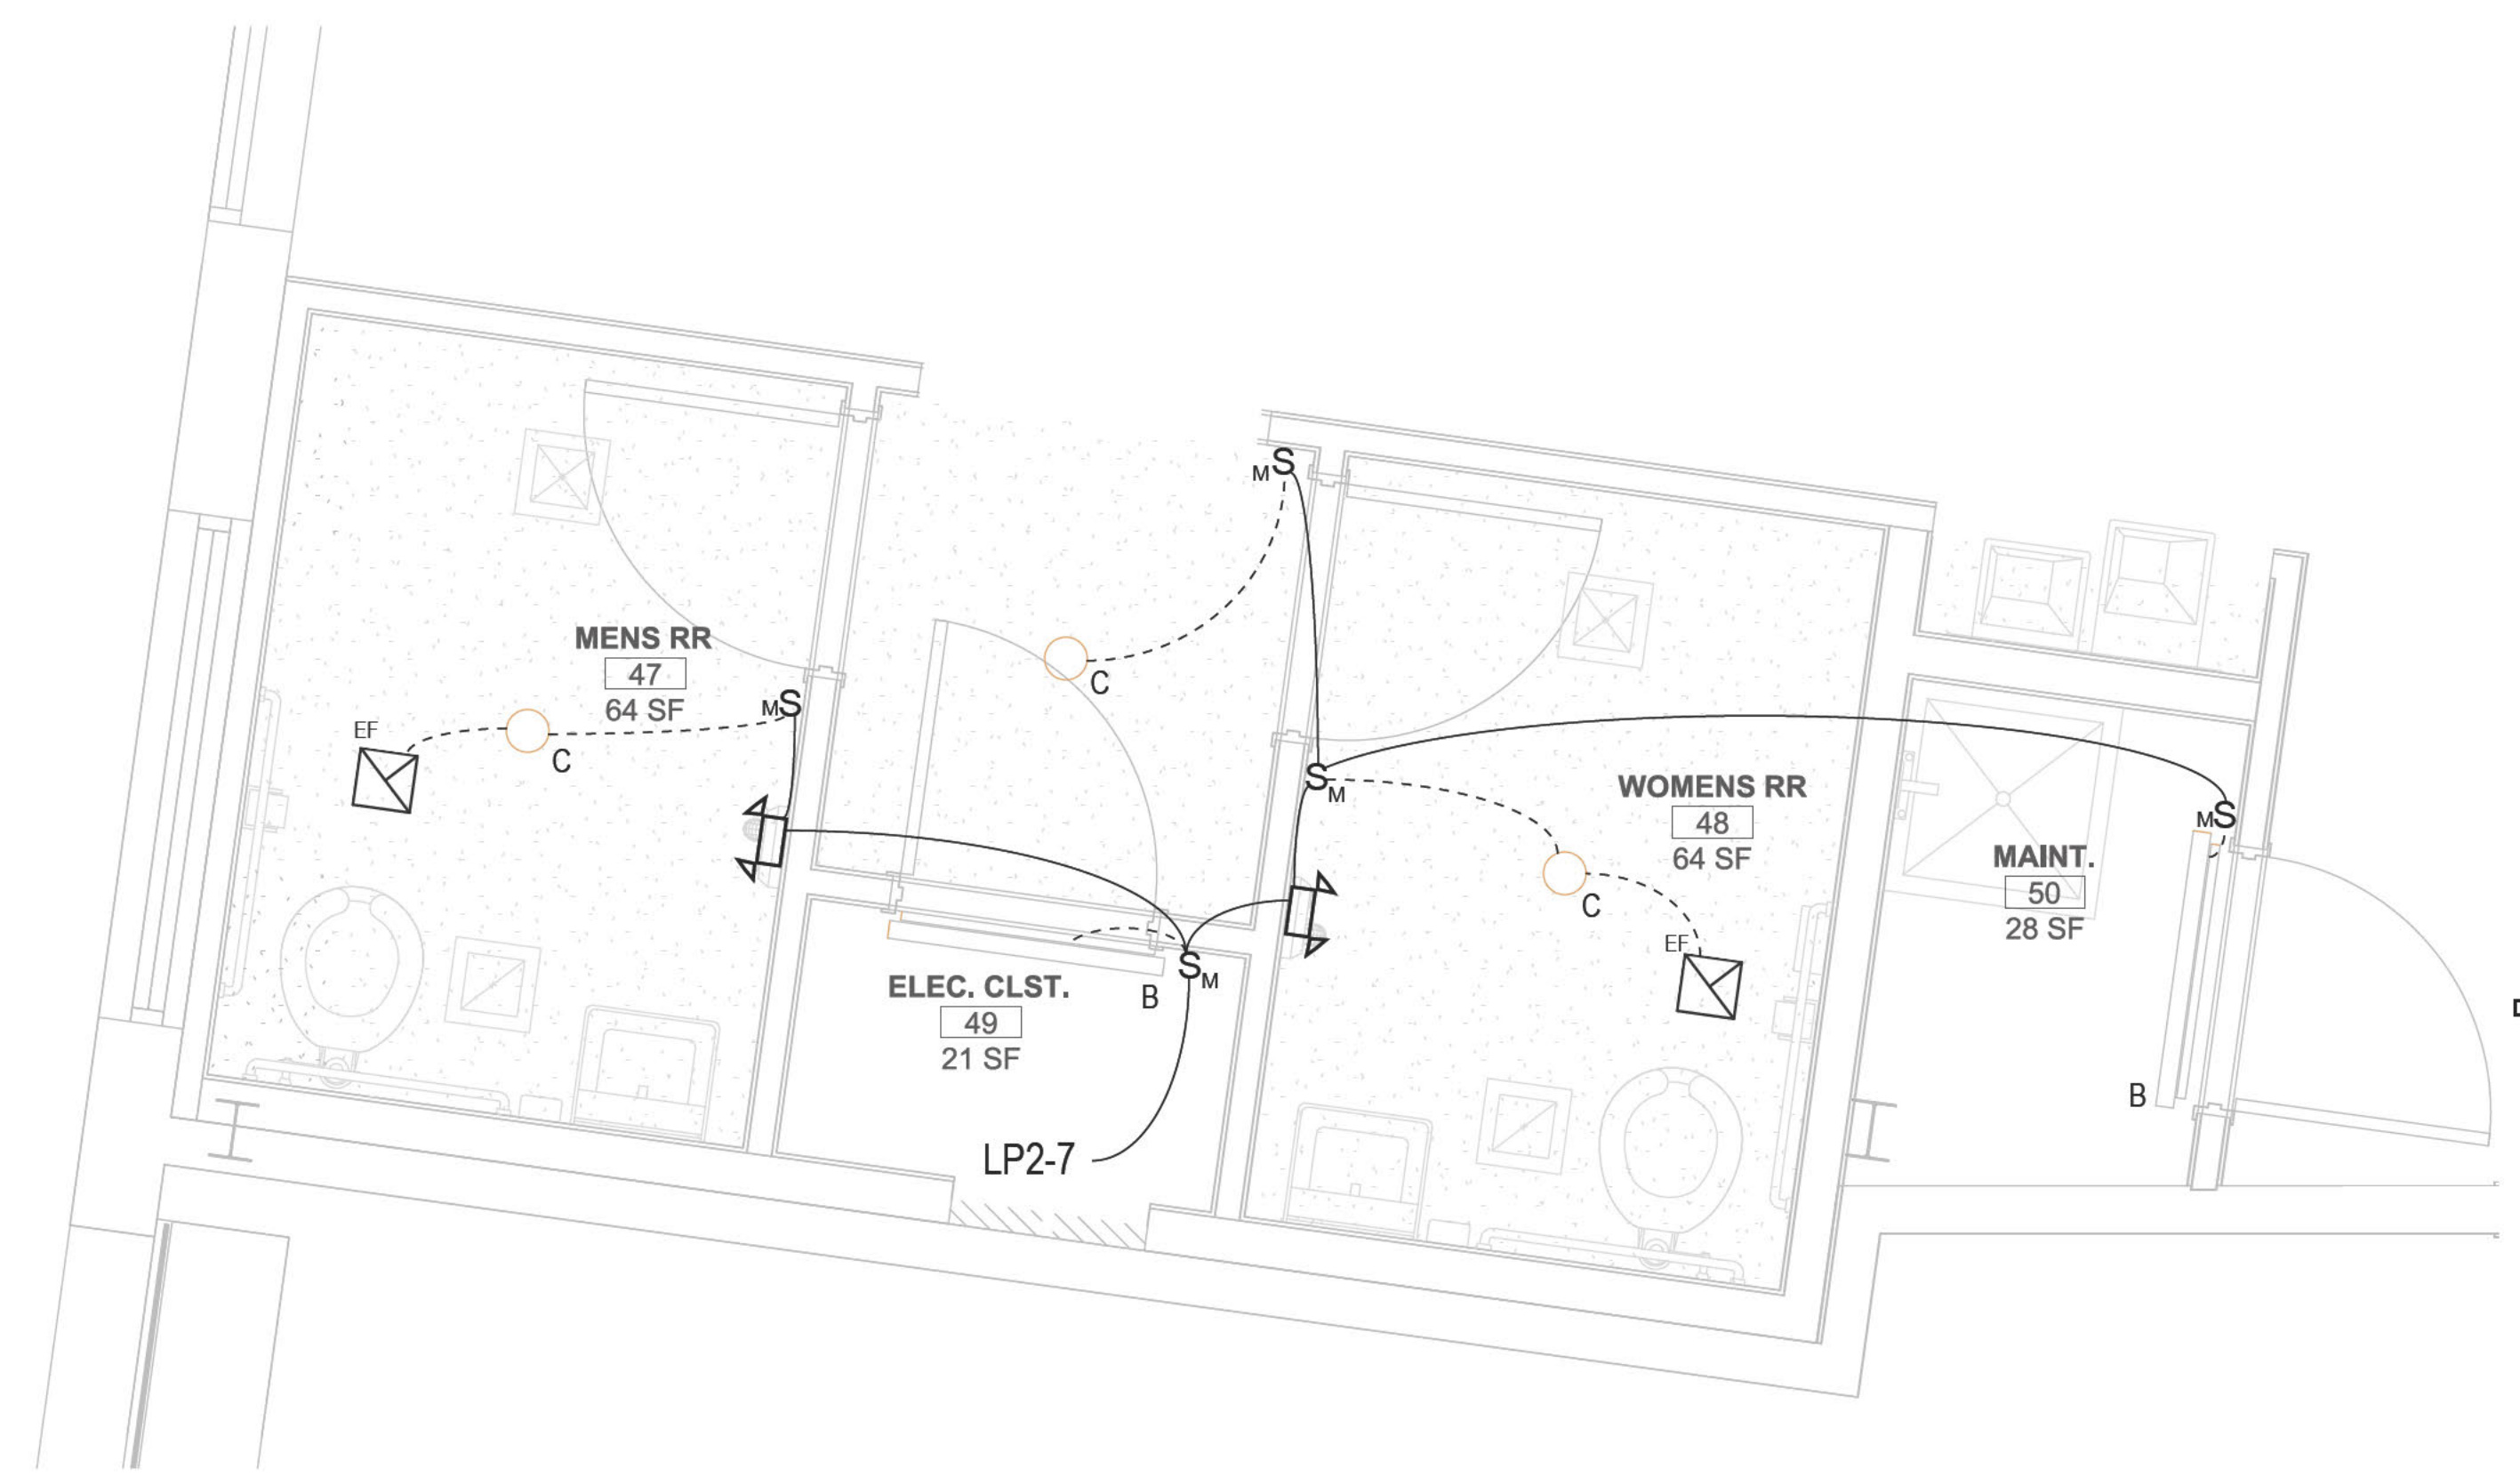 MS
MENS RR
47
64 SF
MS
C
EF
C
SM
WOMENS RR
48
64 SF
MS
EF
C
MAINT.
50
28 SF
ELEC. CLST.
49
21 SF
B
SM
B
LP2-7